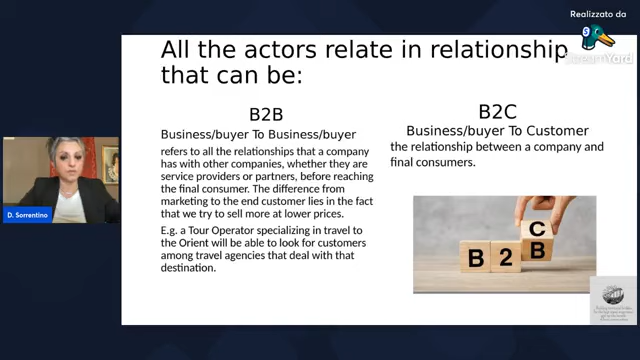 Realizzato da
StreamYard
All the actors relate in relationship
that can be:
B2B
Business/buyer To Business/buyer
refers to all the relationships that a company
has with other companies, whether they are
service providers or partners, before reaching
the final consumer. The difference from
marketing to the end customer lies in the fact
that we try to sell more at lower prices.
E.g. a Tour Operator specializing in travel to
the Orient will be able to look for customers
among travel agencies that deal with that
destination.
B2C
Business/buyer To Customer
the relationship between a company and
final consumers.
C
B 2 B
D. Sorrentino